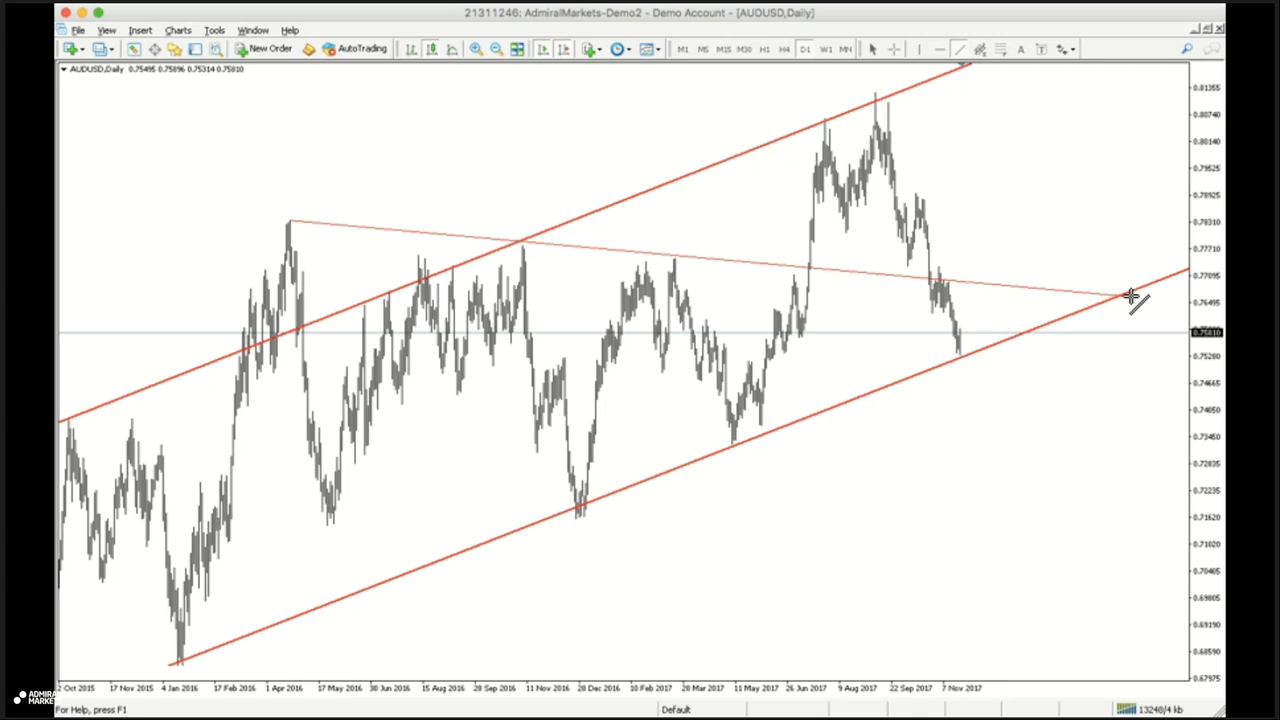 21311246: AdmiralMarkets-Demo2 - Demo Account - [AUDUSD,Daily]
File View Insert Charts Tools Window Help
New Order AutoTrading M1 M5 M15 M30 H1 H4 D1 W1 MN A T
AUDUSD,Daily 0.75495 0.75896 0.75314 0.75810
0.81355
0.80740
0.80140
0.79525
0.78925
0.78310
0.77710
0.77095
0.76495
0.75810
0.75280
0.74665
0.74050
0.73450
0.72835
0.72235
0.71620
0.71020
0.70405
0.69805
0.69190
0.68590
0.67975
2 Oct 2015 17 Nov 2015 4 Jan 2016 17 Feb 2016 1 Apr 2016 17 May 2016 30 Jun 2016 15 Aug 2016 28 Sep 2016 11 Nov 2016 28 Dec 2016 10 Feb 2017 28 Mar 2017 11 May 2017 26 Jun 2017 9 Aug 2017 22 Sep 2017 7 Nov 2017
ADMIRA
MARKE
For Help, press F1 Default 13248/4 kb